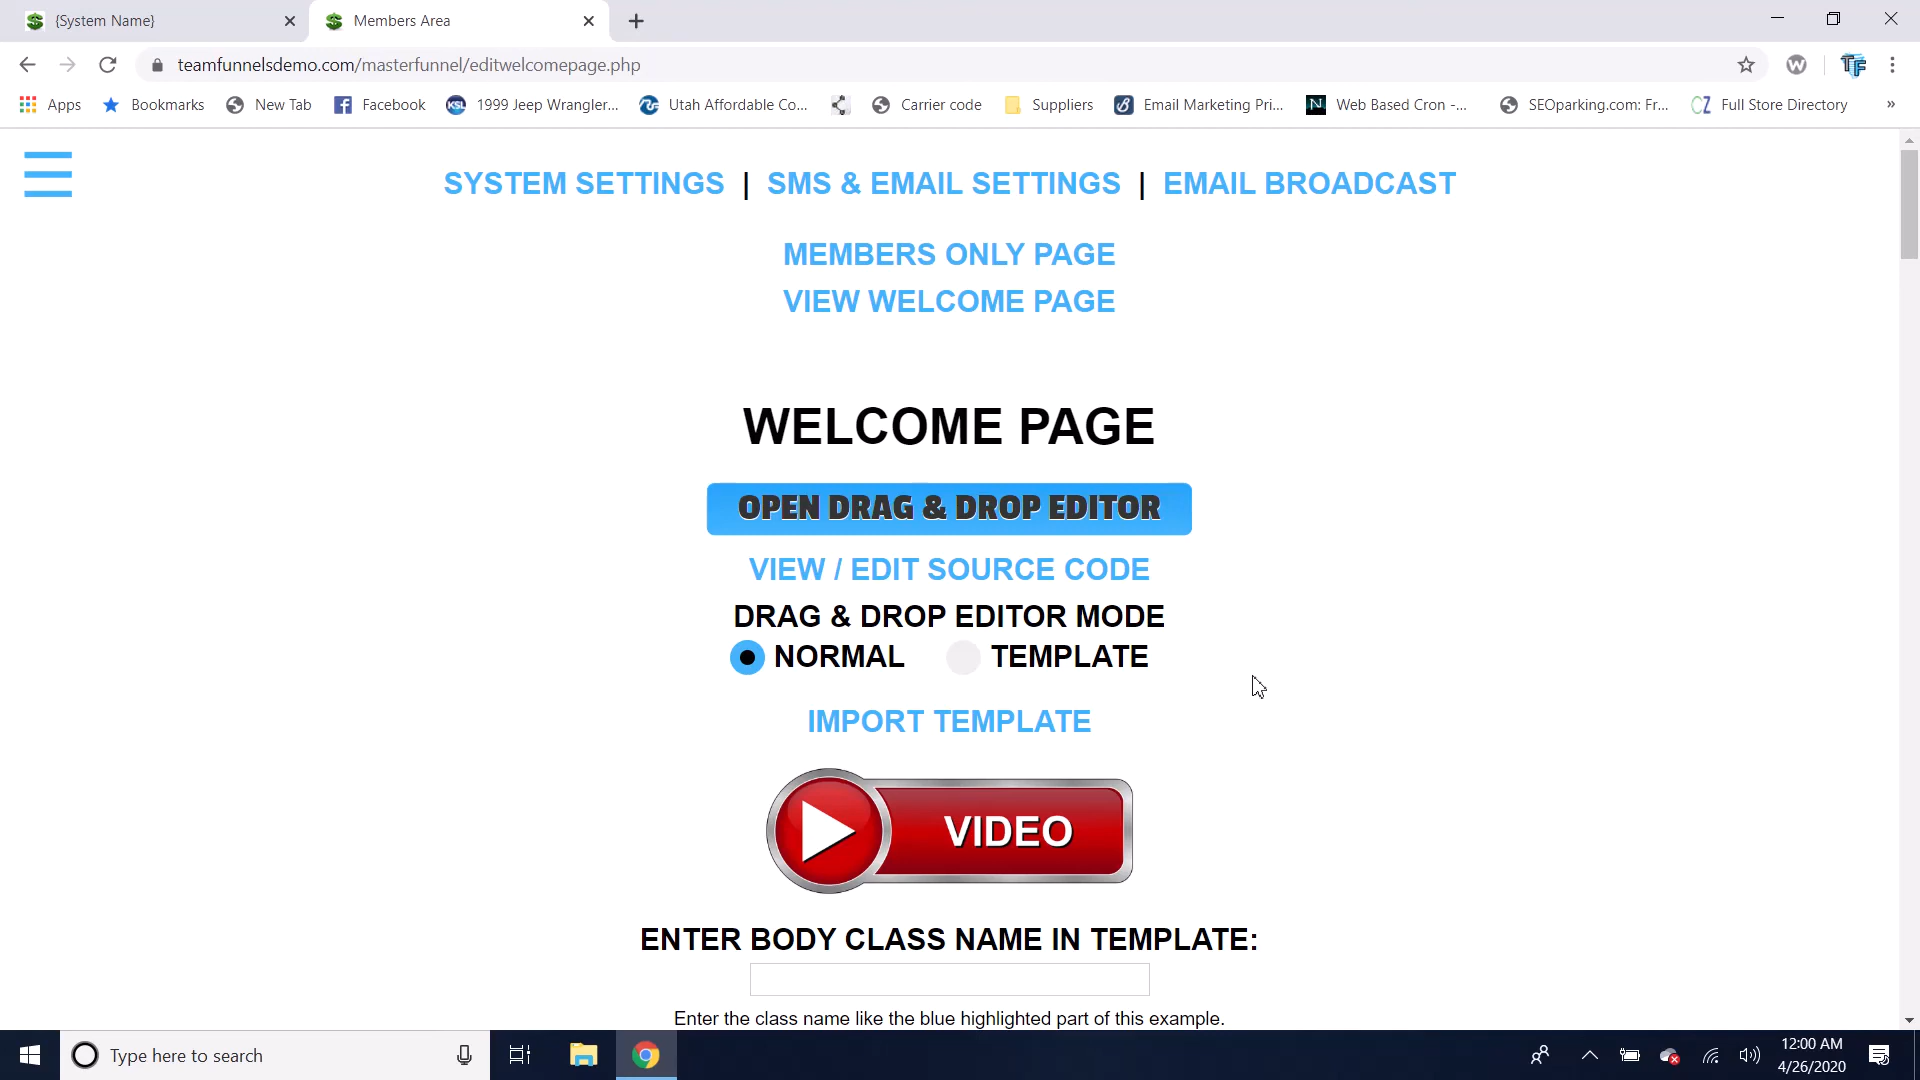 {System Name}
Members Area
teamfunnelsdemo.com/masterfunnel/editwelcomepage.php
W
TF
Apps
Bookmarks
New Tab
Facebook
KSL
1999 Jeep Wrangler...
Utah Affordable Co...
Carrier code
Suppliers
Email Marketing Pri...
N
Web Based Cron -...
SEOparking.com: Fr...
CZ
Full Store Directory
»
SYSTEM SETTINGS | SMS & EMAIL SETTINGS | EMAIL BROADCAST
MEMBERS ONLY PAGE
VIEW WELCOME PAGE
WELCOME PAGE
OPEN DRAG & DROP EDITOR
VIEW / EDIT SOURCE CODE
DRAG & DROP EDITOR MODE
NORMAL TEMPLATE
IMPORT TEMPLATE
VIDEO
ENTER BODY CLASS NAME IN TEMPLATE:
Enter the class name like the blue highlighted part of this example.
Type here to search
12:00 AM
4/26/2020